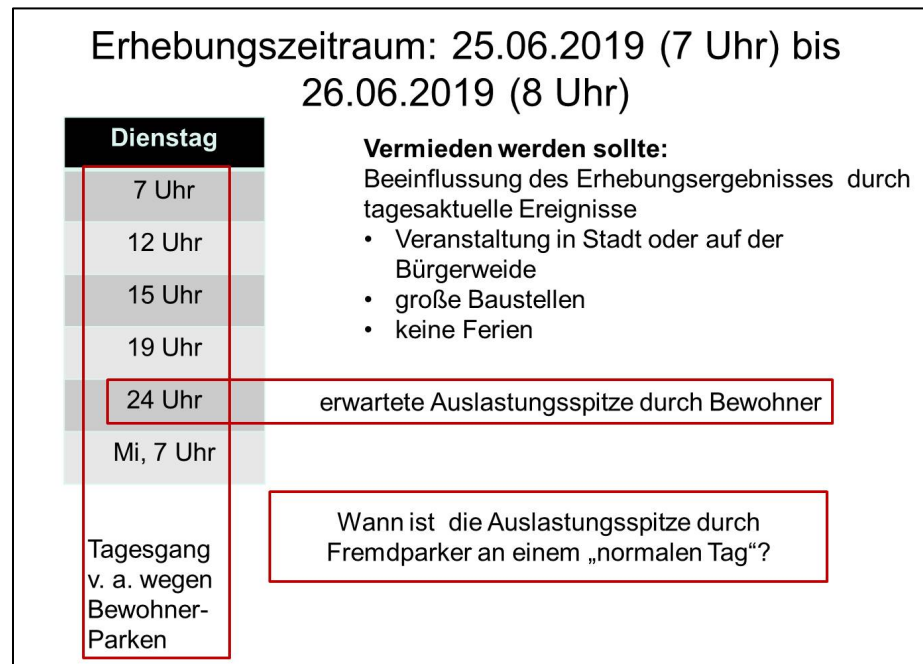 Erhebungszeitraum: 25.06.2019 (7 Uhr) bis
26.06.2019 (8 Uhr)
Dienstag
7 Uhr
12 Uhr
15 Uhr
19 Uhr
24 Uhr
Mi, 7 Uhr
Tagesgang
v. a. wegen
Bewohner-
Parken
Vermieden werden sollte:
Beeinflussung des Erhebungsergebnisses durch
tagesaktuelle Ereignisse
• Veranstaltung in Stadt oder auf der
Bürgerweide
• große Baustellen
• keine Ferien
erwartete Auslastungsspitze durch Bewohner
Wann ist die Auslastungsspitze durch
Fremdparker an einem „normalen Tag“?